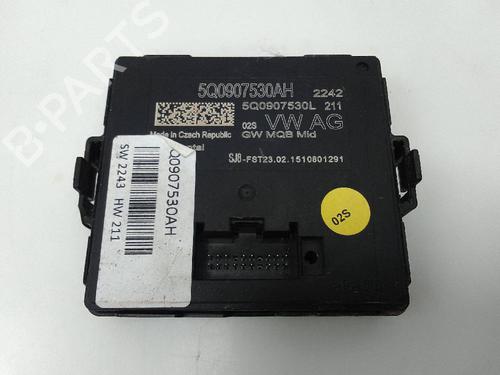 5Q0907530AH 2242
5Q0907530L 211
02S VW AG
Made in Czech Republic GW MQB Mid
SJ8-FST23.02.1510801291
5Q0907530AH
SW 2243 HW 211
02S
B-PARTS